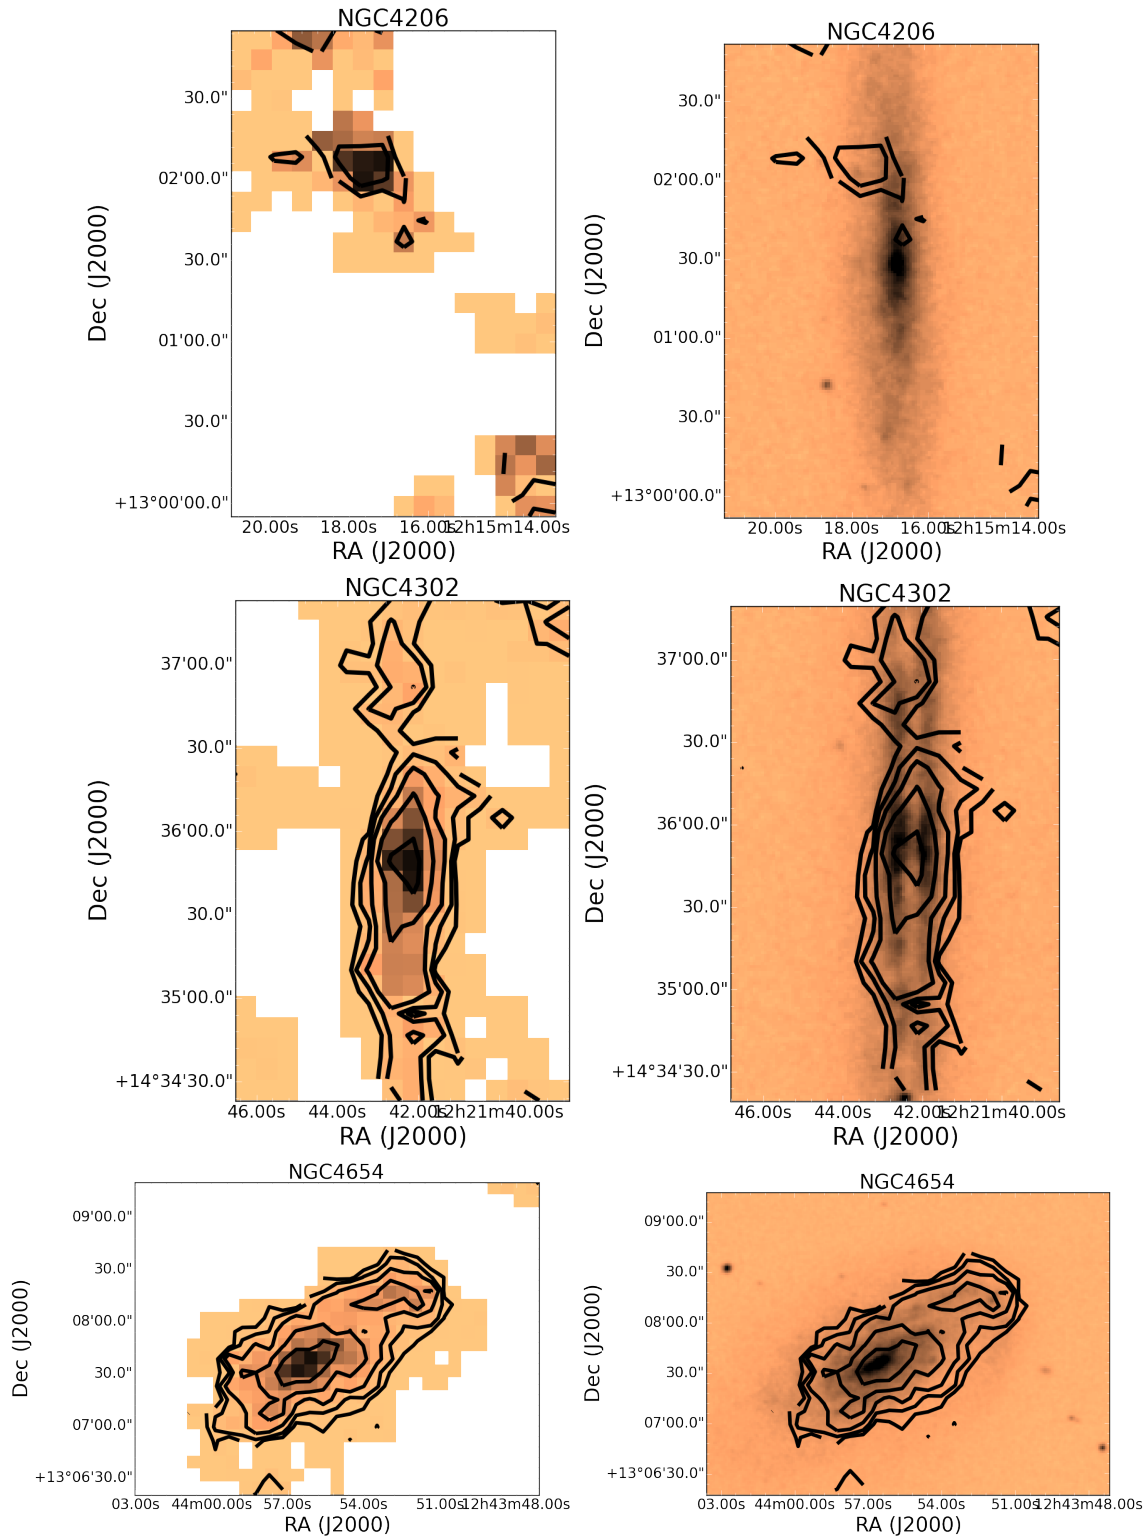 NGC4206
30.0"
02'00.0"
30.0"
01'00.0"
30.0"
+13°00'00.0"
Dec (J2000)
20.00s 18.00s 16.00s 12h15m14.00s
RA (J2000)
NGC4206
30.0"
02'00.0"
30.0"
01'00.0"
30.0"
+13°00'00.0"
Dec (J2000)
20.00s 18.00s 16.00s 12h15m14.00s
RA (J2000)
NGC4302
37'00.0"
30.0"
36'00.0"
30.0"
35'00.0"
+14°34'30.0"
Dec (J2000)
46.00s 44.00s 42.00s 12h21m40.00s
RA (J2000)
NGC4302
37'00.0"
30.0"
36'00.0"
30.0"
35'00.0"
+14°34'30.0"
Dec (J2000)
46.00s 44.00s 42.00s 12h21m40.00s
RA (J2000)
NGC4654
09'00.0"
30.0"
08'00.0"
30.0"
07'00.0"
+13°06'30.0"
Dec (J2000)
03.00s 44m00.00s 57.00s 54.00s 51.00s 12h43m48.00s
RA (J2000)
NGC4654
09'00.0"
30.0"
08'00.0"
30.0"
07'00.0"
+13°06'30.0"
Dec (J2000)
03.00s 44m00.00s 57.00s 54.00s 51.00s 12h43m48.00s
RA (J2000)